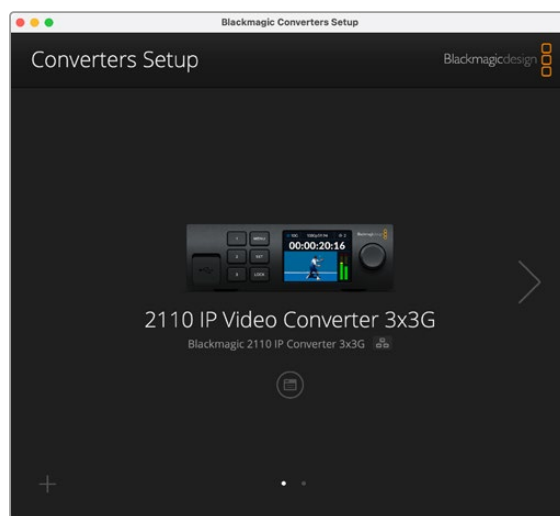 Blackmagic Converters Setup
Converters Setup
Blackmagicdesign
1
MENU
2
SET
3
LOCK
00:00:20:16
2110 IP Video Converter 3x3G
Blackmagic 2110 IP Converter 3x3G